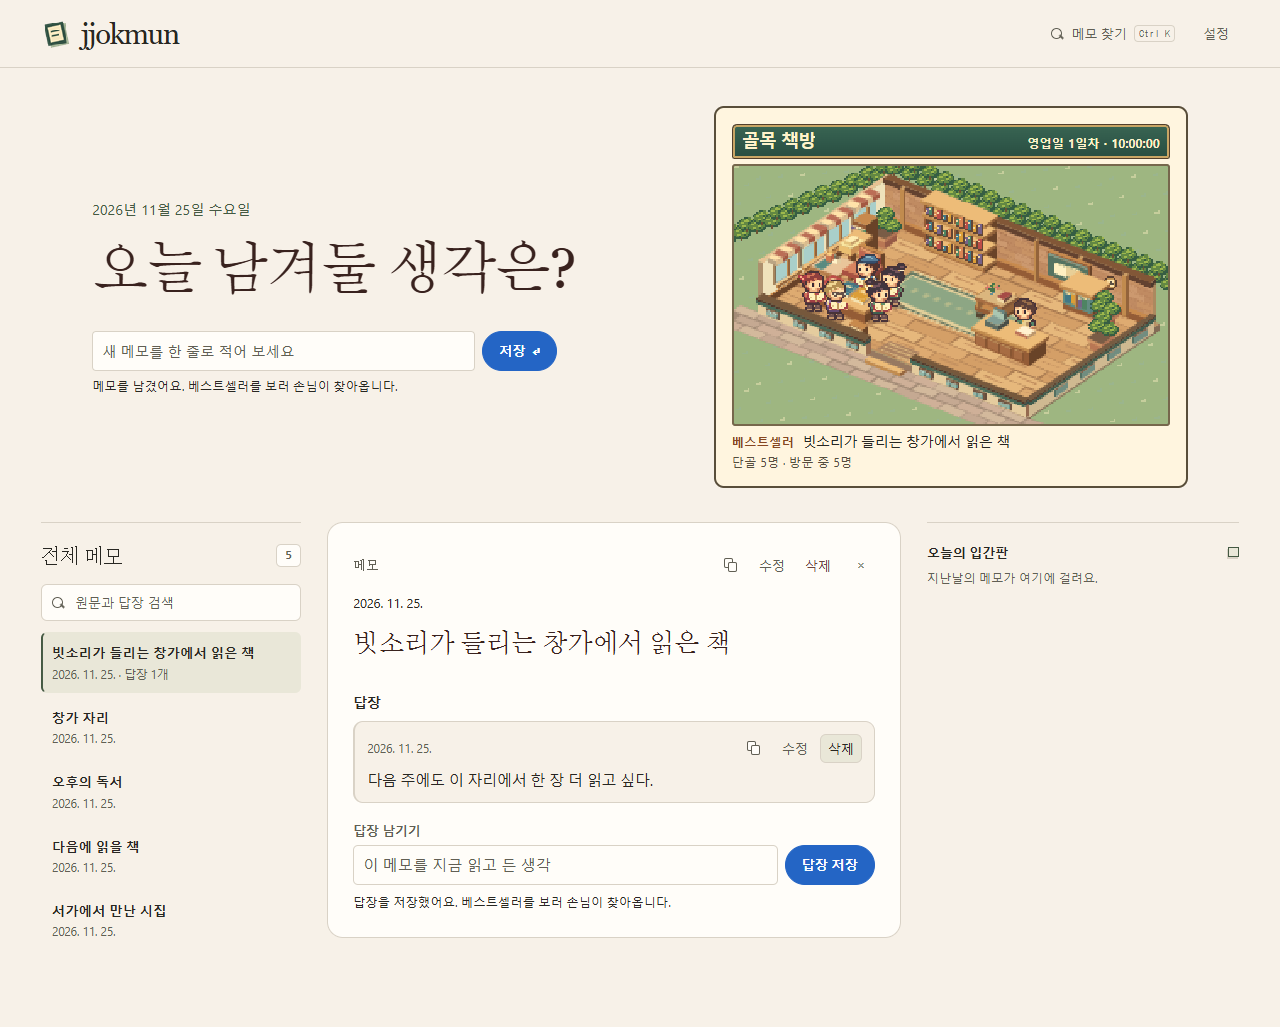 jjokmun
메모 찾기 Ctrl K 설정
골목 책방 영업일 1일차 · 10:00:00
2026년 11월 25일 수요일
오늘 남겨둘 생각은?
새 메모를 한 줄로 적어 보세요 저장
메모를 남겼어요. 베스트셀러를 보러 손님이 찾아옵니다.
베스트셀러 빗소리가 들리는 창가에서 읽은 책
단골 5명 · 방문 중 5명
전체 메모 5
원문과 답장 검색
빗소리가 들리는 창가에서 읽은 책
2026. 11. 25. · 답장 1개
창가 자리
2026. 11. 25.
오후의 독서
2026. 11. 25.
다음에 읽을 책
2026. 11. 25.
서가에서 만난 시집
2026. 11. 25.
메모 수정 삭제 ×
2026. 11. 25.
빗소리가 들리는 창가에서 읽은 책
답장
2026. 11. 25. 수정 삭제
다음 주에도 이 자리에서 한 장 더 읽고 싶다.
답장 남기기
이 메모를 지금 읽고 든 생각 답장 저장
답장을 저장했어요. 베스트셀러를 보러 손님이 찾아옵니다.
오늘의 입간판
지난날의 메모가 여기에 걸려요.